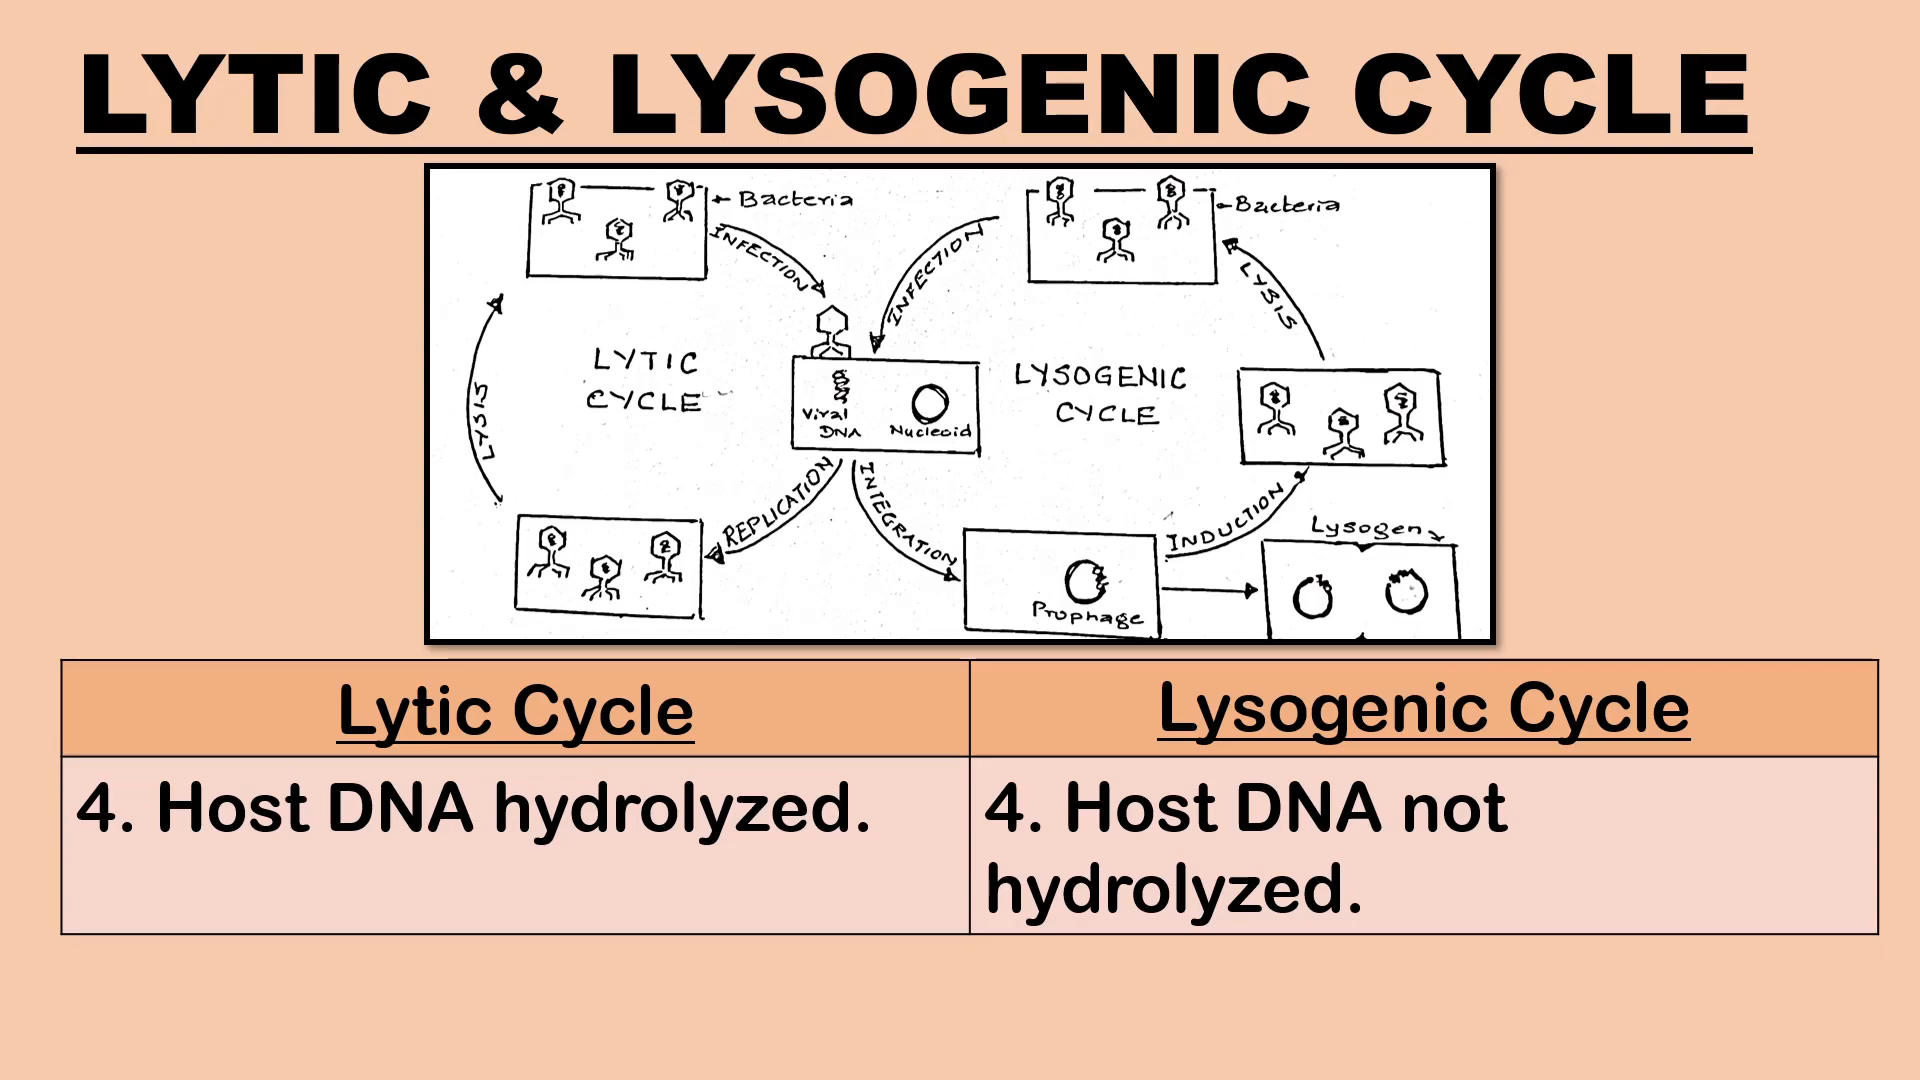 LYTIC & LYSOGENIC CYCLE
Bacteria
Bacteria
INFECTION
INFECTION
LYSIS
LYTIC
CYCLE
LYSOGENIC
CYCLE
Viral
DNA
Nucleoid
LYSIS
REPLICATION
INTEGRATION
INDUCTION
Lysogen
Prophage
Lytic Cycle
Lysogenic Cycle
4. Host DNA hydrolyzed.
4. Host DNA not
hydrolyzed.